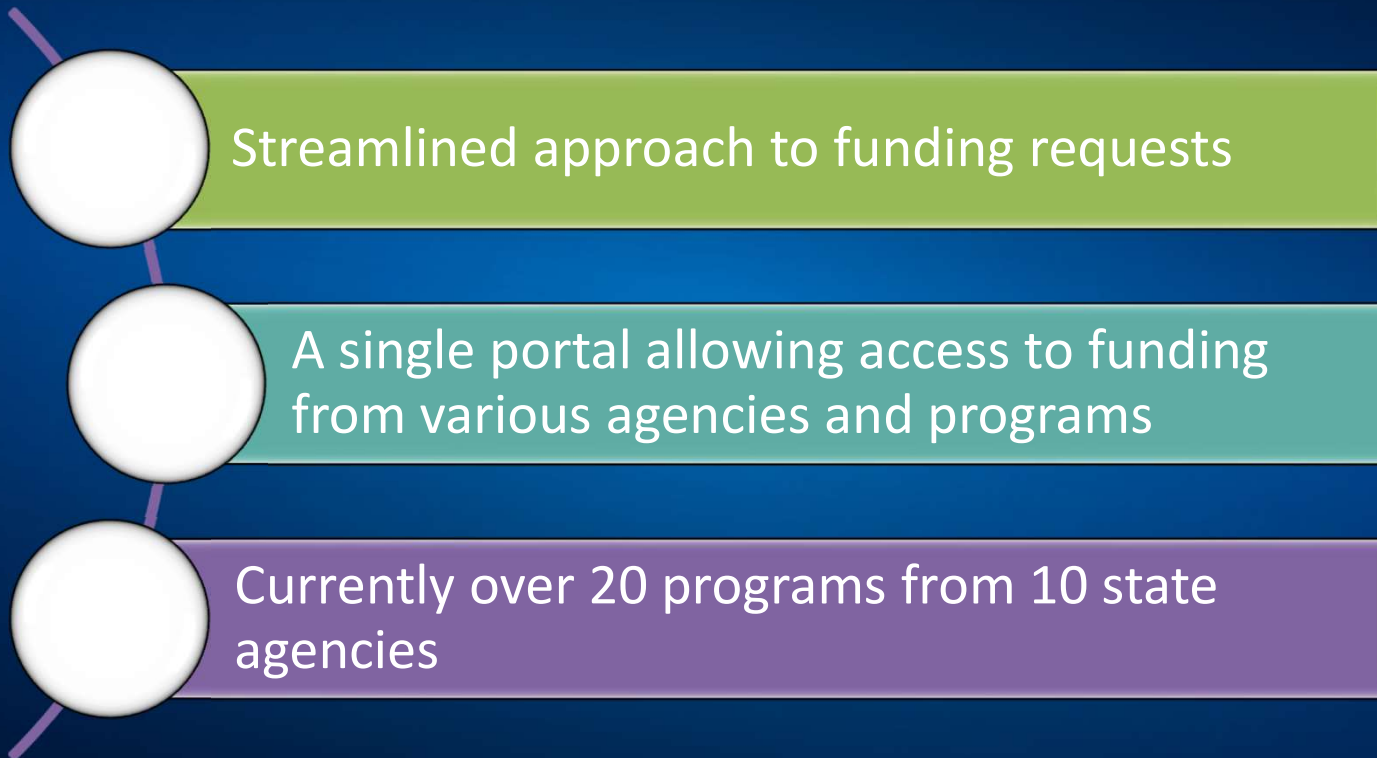 Streamlined approach to funding requests
A single portal allowing access to funding
from various agencies and programs
Currently over 20 programs from 10 state
agencies